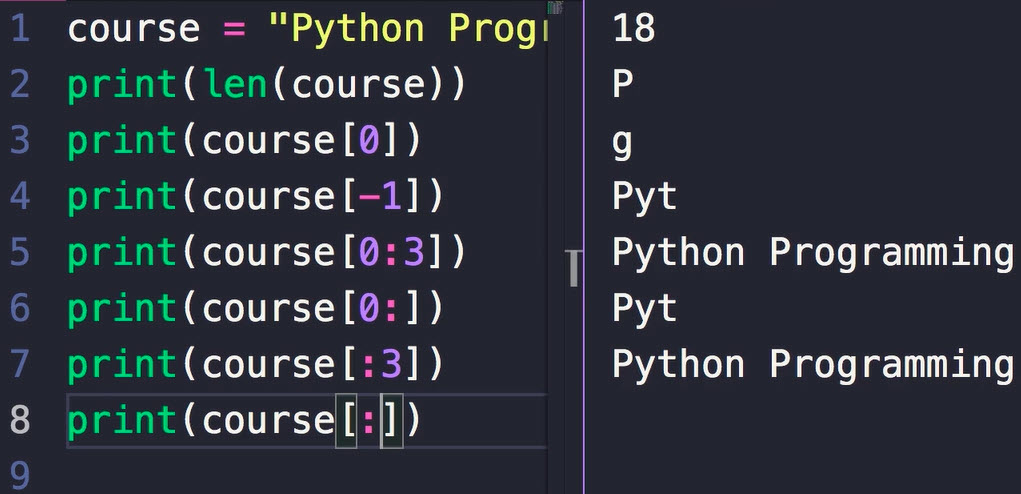 1 course = "Python Progr
2 print(len(course))
3 print(course[0])
4 print(course[-1])
5 print(course[0:3])
6 print(course[0:])
7 print(course[:3])
8 print(course[:])
9
18
P
g
Pyt
Python Programming
Pyt
Python Programming